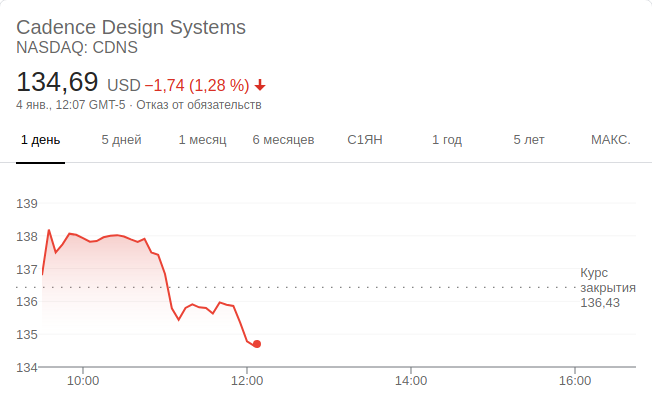 Cadence Design Systems
NASDAQ: CDNS
134,69 USD −1,74 (1,28 %)
4 янв., 12:07 GMT-5 · Отказ от обязательств
1 день 5 дней 1 месяц 6 месяцев С1ЯН 1 год 5 лет МАКС.
139
138
137
136
135
134
Курс
закрытия
136,43
10:00 12:00 14:00 16:00